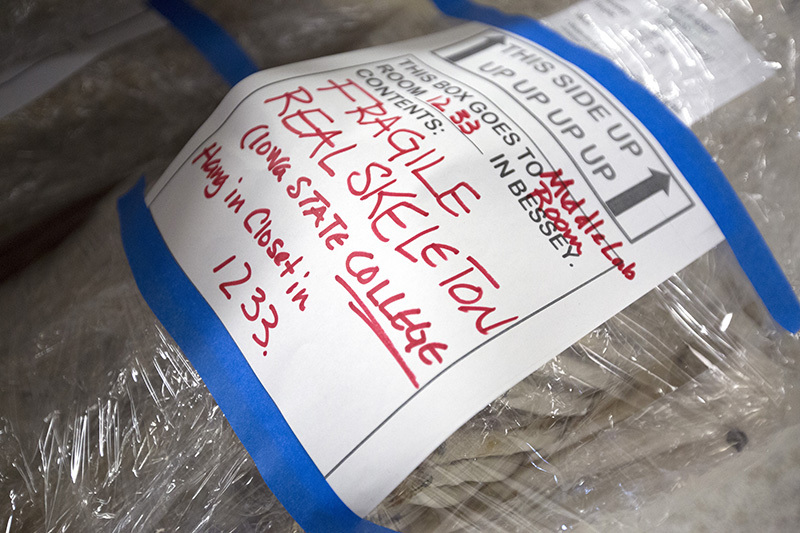 THIS SIDE UP
UP UP UP UP
THIS BOX GOES TO
ROOM 1233 IN BESSEY.
Middle Lab
Room
CONTENTS:
FRAGILE
REAL SKELETON
(IOWA STATE COLLEGE
Hang in Closet in
1233.